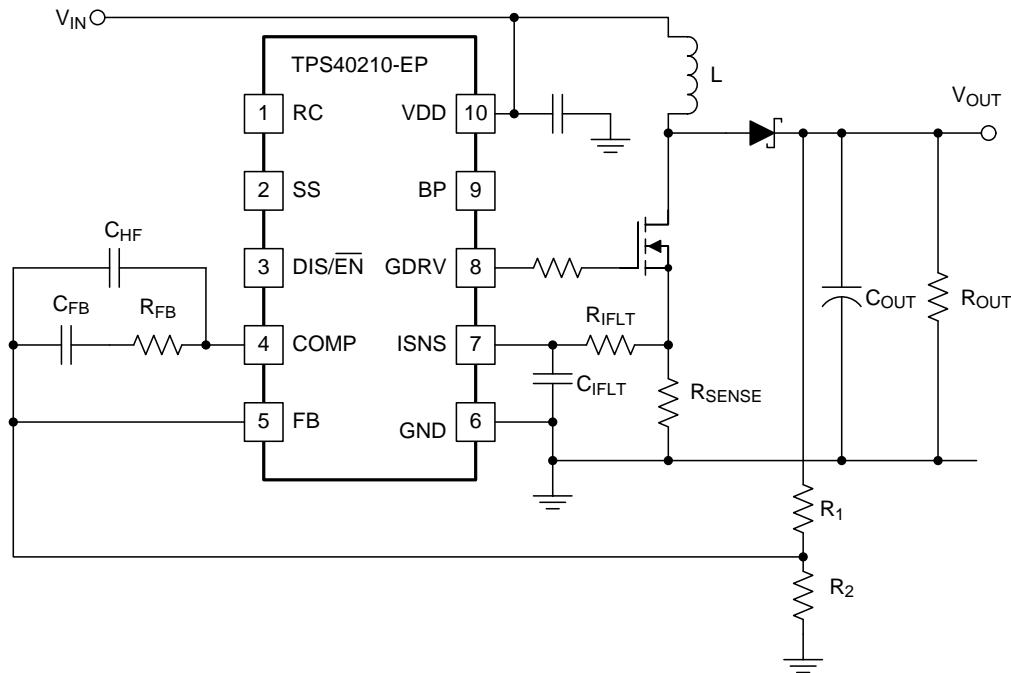 V_IN
TPS40210-EP
L
1 RC VDD 10
V_OUT
2 SS BP 9
C_HF
3 DIS/E̅N̅ GDRV 8
C_FB R_FB
C_OUT R_OUT
4 COMP ISNS 7
R_IFLT
C_IFLT
R_SENSE
5 FB GND 6
R_1
R_2